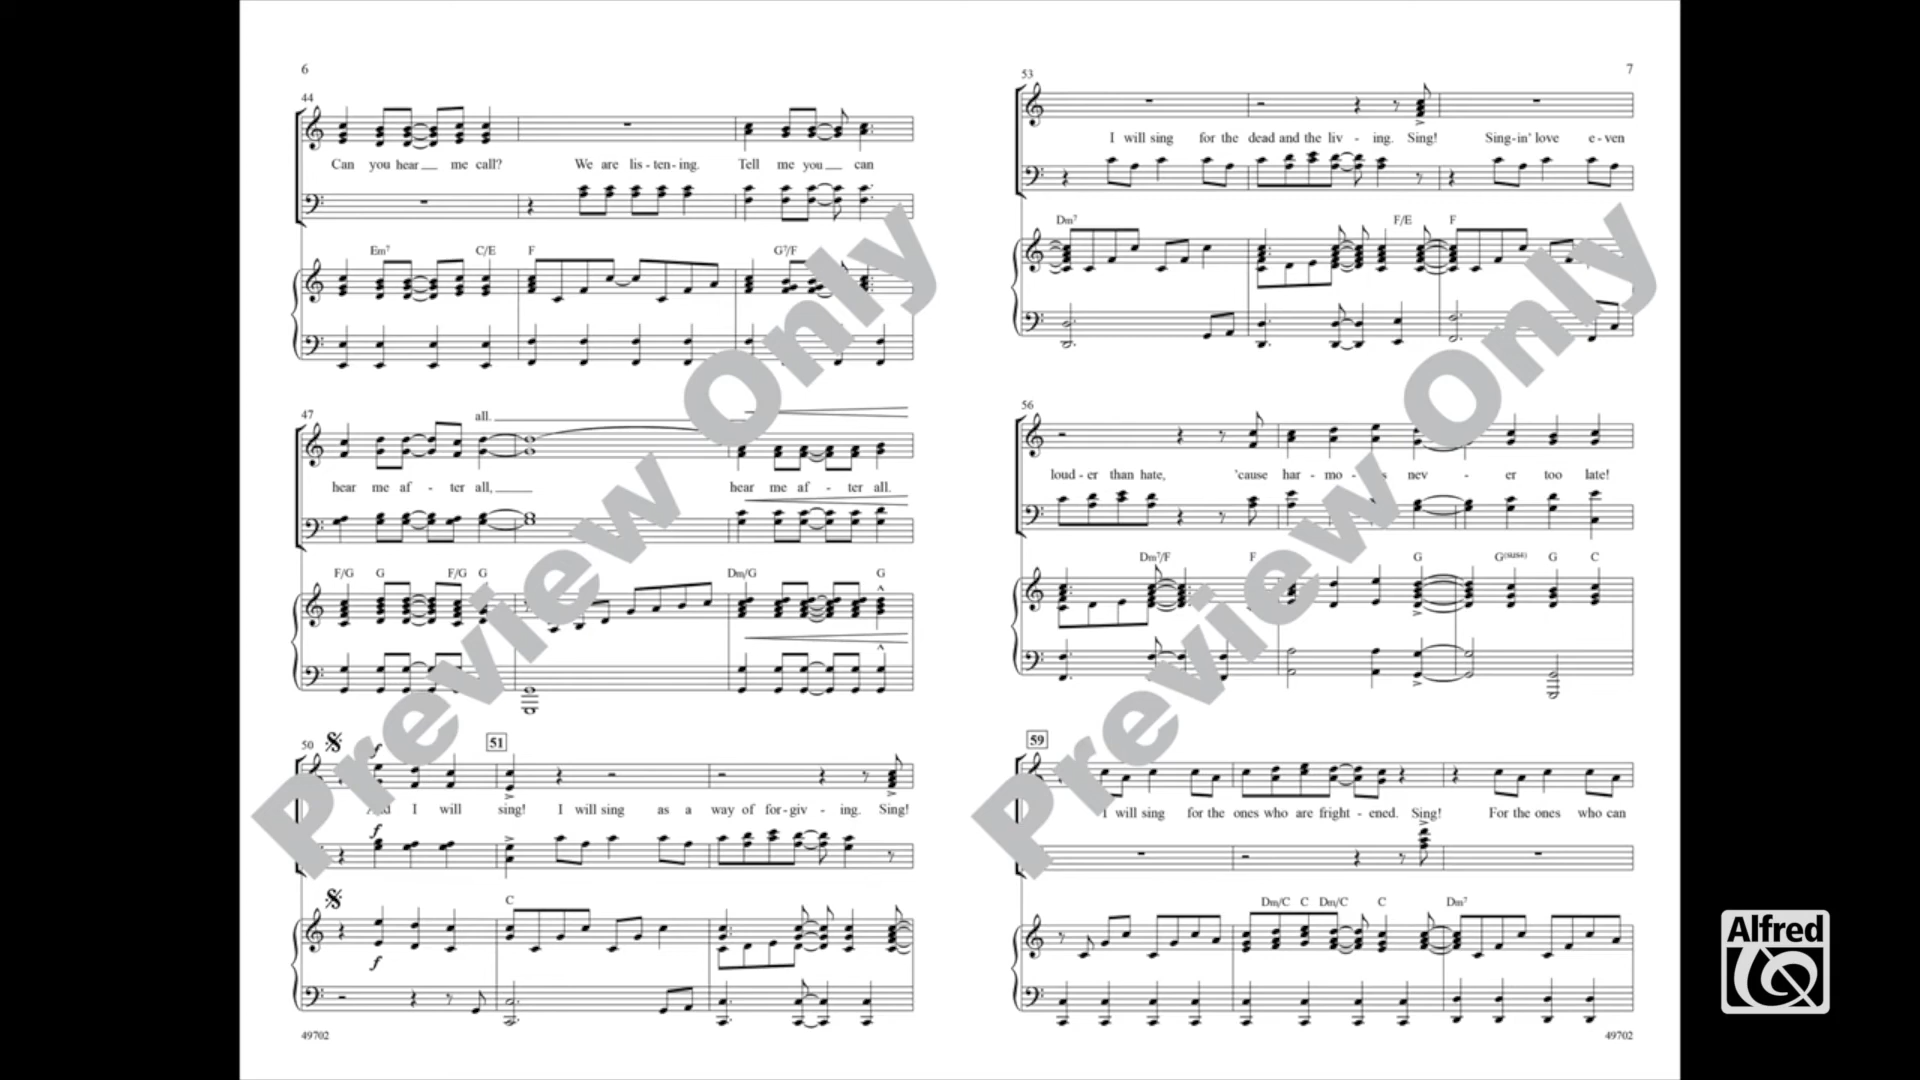 6
44
Can you hear me call? We are lis - ten - ing. Tell me you can
Em7 C/E F G7/F
47
all.
hear me af - ter all, hear me af - ter all.
F/G G F/G G Dm/G G
50 51
f
I will sing! I will sing as a way of for - giv - ing. Sing!
f
C
f
49702
7
53
I will sing for the dead and the liv - ing. Sing! Sing - in' love e - ven
Dm7 F/E F
56
loud - er than hate, 'cause har - mo - nev - er too late!
Dm7/F F G G(sus4) G C
59
I will sing for the ones who are fright - ened. Sing! For the ones who can
Dm/C C Dm/C C Dm7
49702
Preview Only
Preview Only
Alfred